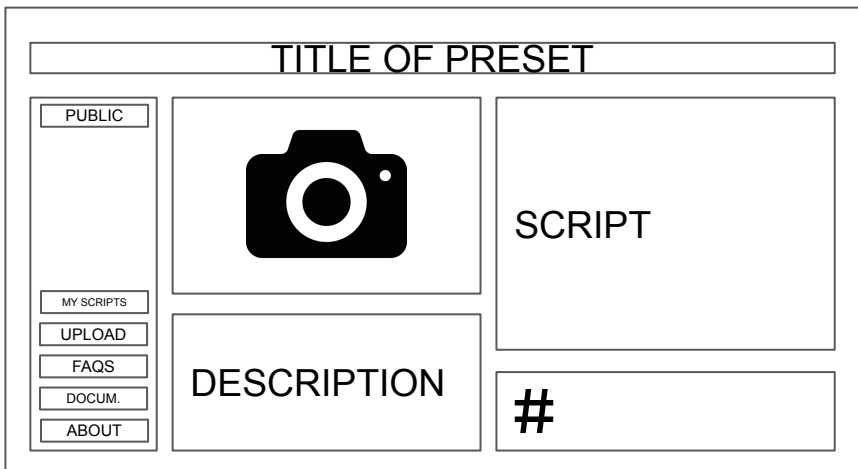 TITLE OF PRESET
PUBLIC
MY SCRIPTS
UPLOAD
FAQS
DOCUM.
ABOUT
DESCRIPTION
SCRIPT
#